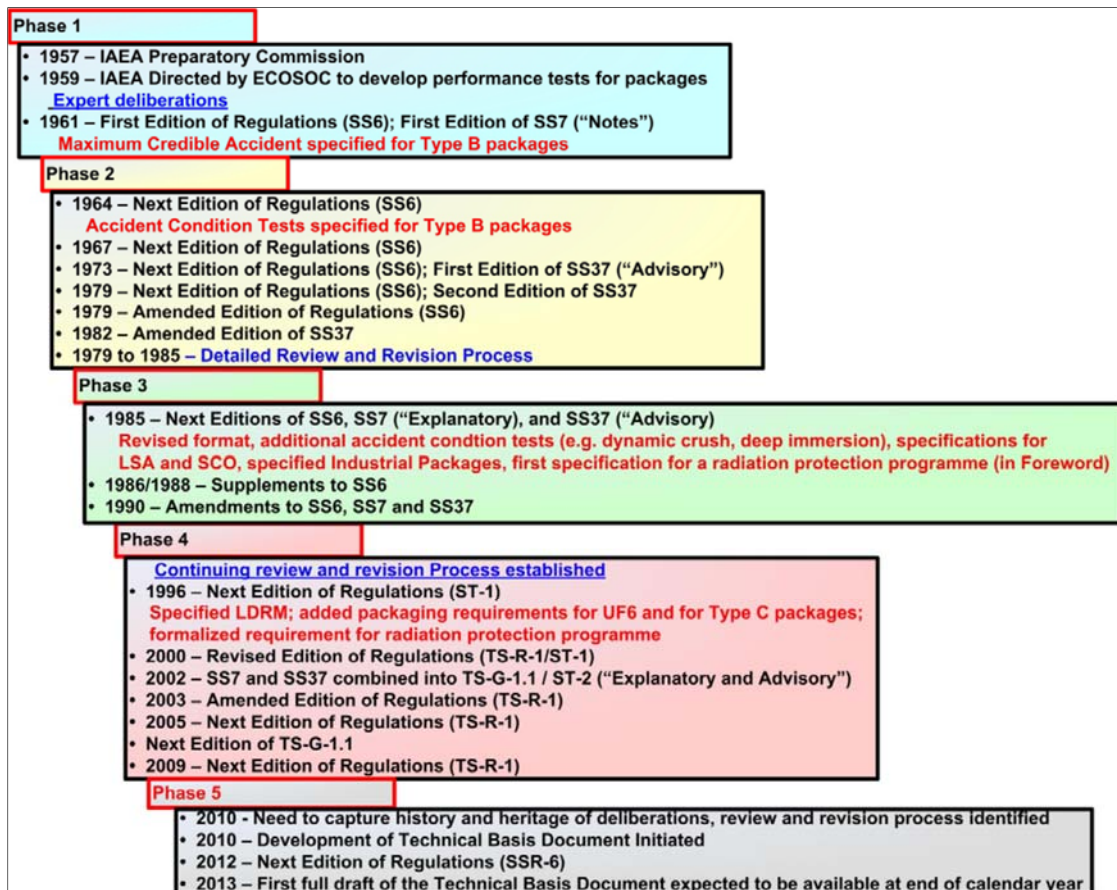 Phase 1
• 1957 – IAEA Preparatory Commission
• 1959 – IAEA Directed by ECOSOC to develop performance tests for packages
Expert deliberations
• 1961 – First Edition of Regulations (SS6); First Edition of SS7 (“Notes”)
Maximum Credible Accident specified for Type B packages
Phase 2
• 1964 – Next Edition of Regulations (SS6)
Accident Condition Tests specified for Type B packages
• 1967 – Next Edition of Regulations (SS6)
• 1973 – Next Edition of Regulations (SS6); First Edition of SS37 (“Advisory”)
• 1979 – Next Edition of Regulations (SS6); Second Edition of SS37
• 1979 – Amended Edition of Regulations (SS6)
• 1982 – Amended Edition of SS37
• 1979 to 1985 – Detailed Review and Revision Process
Phase 3
• 1985 – Next Editions of SS6, SS7 (“Explanatory), and SS37 (“Advisory)
Revised format, additional accident condtion tests (e.g. dynamic crush, deep immersion), specifications for
LSA and SCO, specified Industrial Packages, first specification for a radiation protection programme (in Foreword)
• 1986/1988 – Supplements to SS6
• 1990 – Amendments to SS6, SS7 and SS37
Phase 4
Continuing review and revision Process established
• 1996 – Next Edition of Regulations (ST-1)
Specified LDRM; added packaging requirements for UF6 and for Type C packages;
formalized requirement for radiation protection programme
• 2000 – Revised Edition of Regulations (TS-R-1/ST-1)
• 2002 – SS7 and SS37 combined into TS-G-1.1 / ST-2 (“Explanatory and Advisory”)
• 2003 – Amended Edition of Regulations (TS-R-1)
• 2005 – Next Edition of Regulations (TS-R-1)
• Next Edition of TS-G-1.1
• 2009 – Next Edition of Regulations (TS-R-1)
Phase 5
• 2010 - Need to capture history and heritage of deliberations, review and revision process identified
• 2010 – Development of Technical Basis Document Initiated
• 2012 – Next Edition of Regulations (SSR-6)
• 2013 – First full draft of the Technical Basis Document expected to be available at end of calendar year